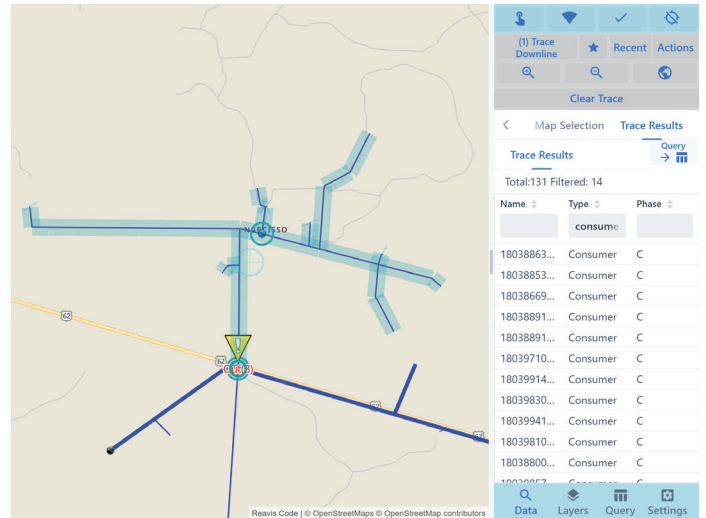 (1) Trace
Downline
Recent
Actions
Clear Trace
Map Selection
Trace Results
Trace Results
Query
Total:131 Filtered: 14
Name
Type
Phase
consume
18038863... Consumer C
18038853... Consumer C
18038669... Consumer C
18038891... Consumer C
18038891... Consumer C
18039710... Consumer C
18039914... Consumer C
18039830... Consumer C
18039941... Consumer C
18039810... Consumer C
18038800... Consumer C
Data
Layers
Query
Settings
NARCISSO
62
62
Out(3)
62
62
Reavis Code | © OpenStreetMaps © OpenStreetMap contributors